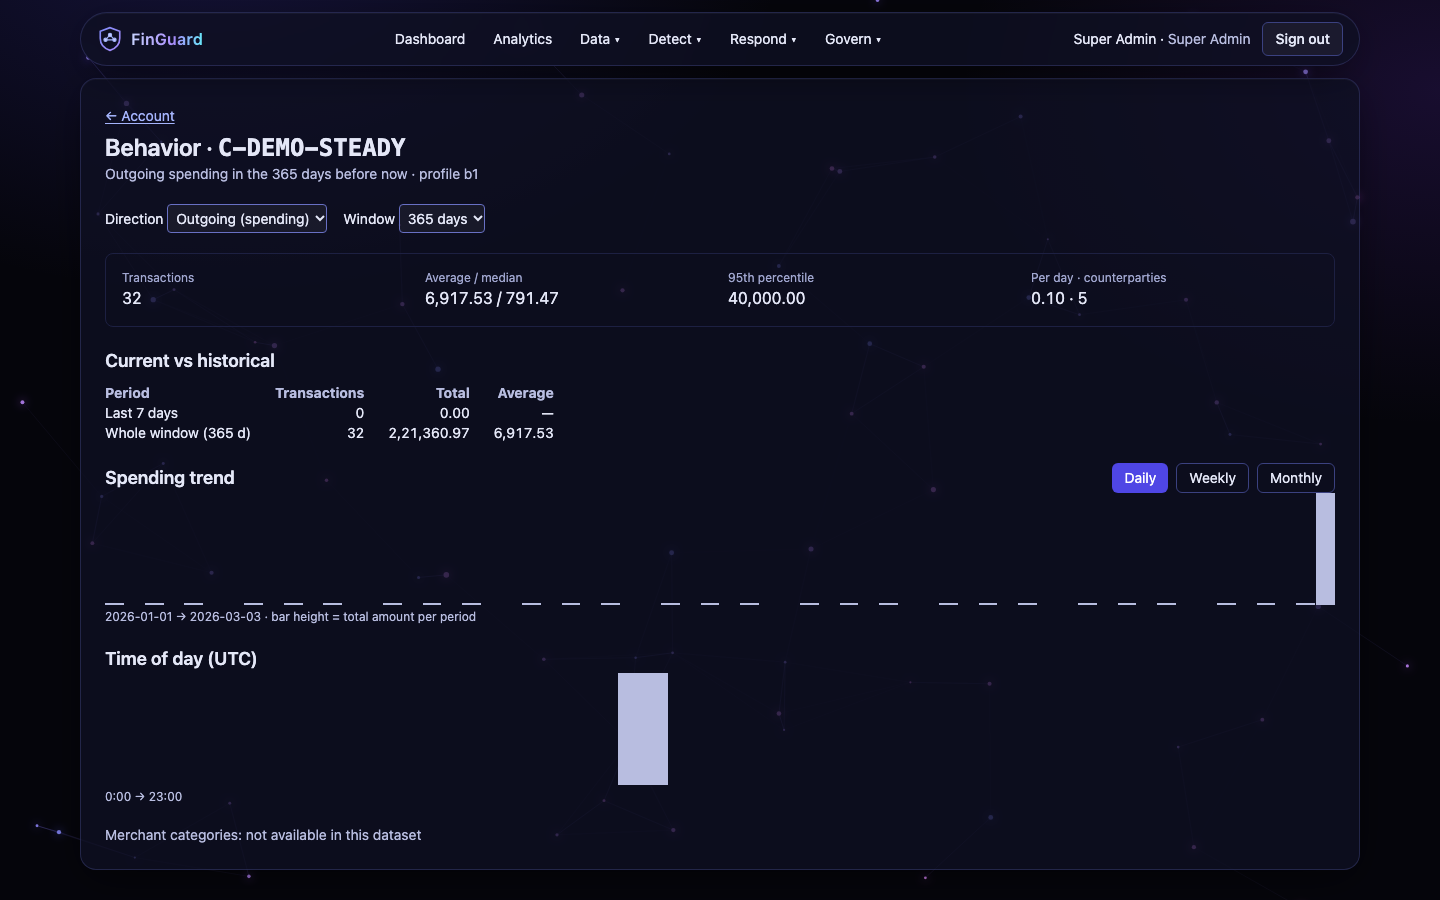 FinGuard
Dashboard
Analytics
Data ▾
Detect ▾
Respond ▾
Govern ▾
Super Admin · Super Admin
Sign out
← Account
Behavior · C-DEMO-STEADY
Outgoing spending in the 365 days before now · profile b1
Direction Outgoing (spending) Window 365 days
Transactions Average / median 95th percentile Per day · counterparties
32 6,917.53 / 791.47 40,000.00 0.10 · 5
Current vs historical
Period Transactions Total Average
Last 7 days 0 0.00 —
Whole window (365 d) 32 2,21,360.97 6,917.53
Spending trend Daily Weekly Monthly
2026-01-01 → 2026-03-03 · bar height = total amount per period
Time of day (UTC)
0:00 → 23:00
Merchant categories: not available in this dataset